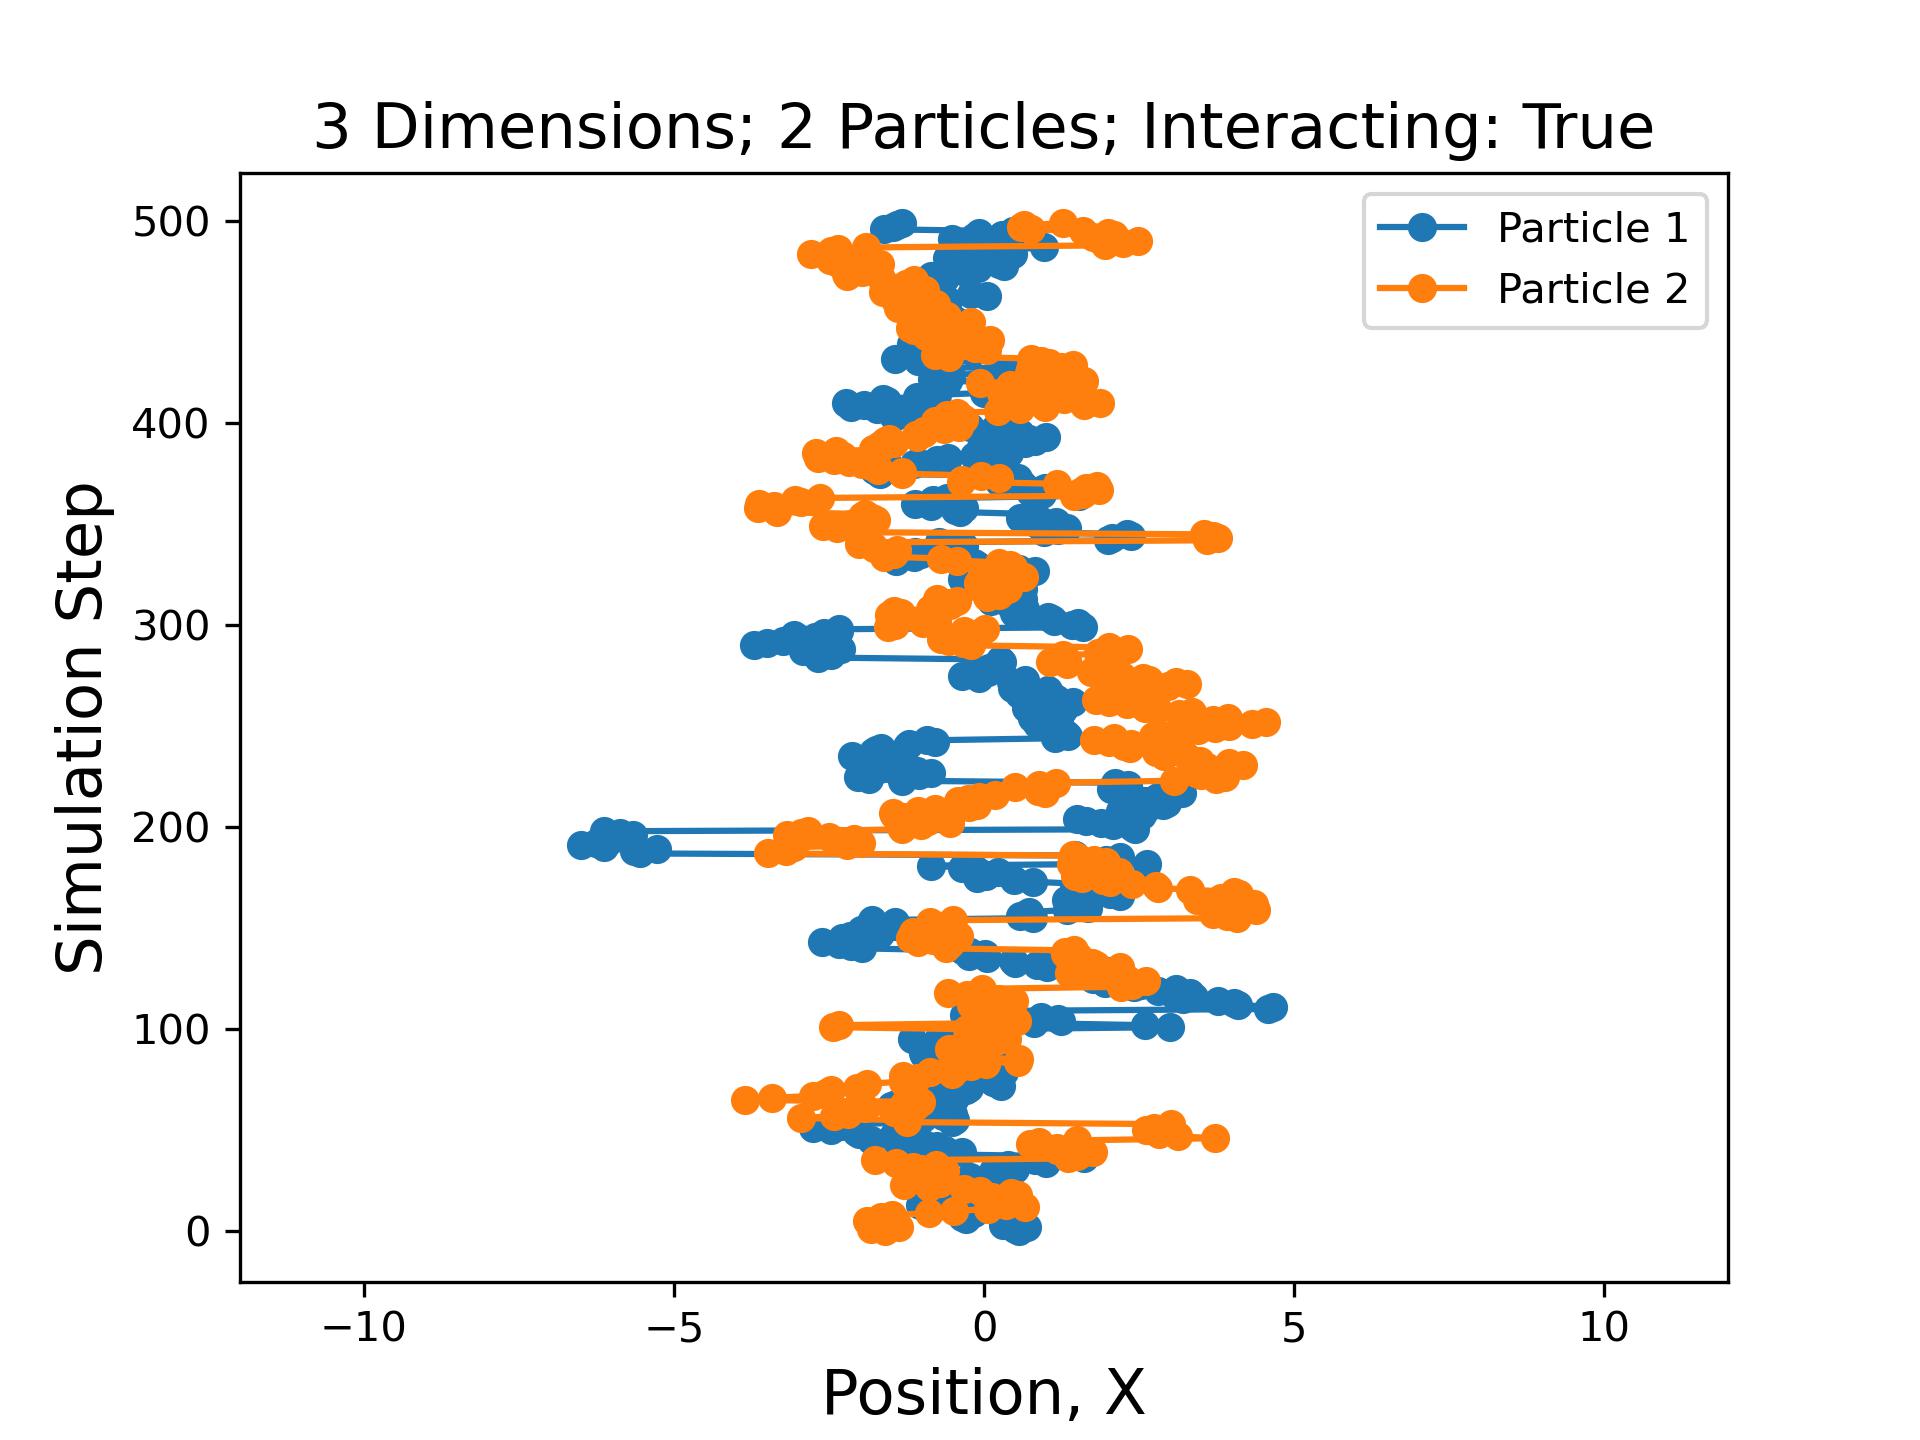 3 Dimensions; 2 Particles; Interacting: True
Particle 1
Particle 2
Simulation Step
500
400
300
200
100
0
−10
−5
0
5
10
Position, X